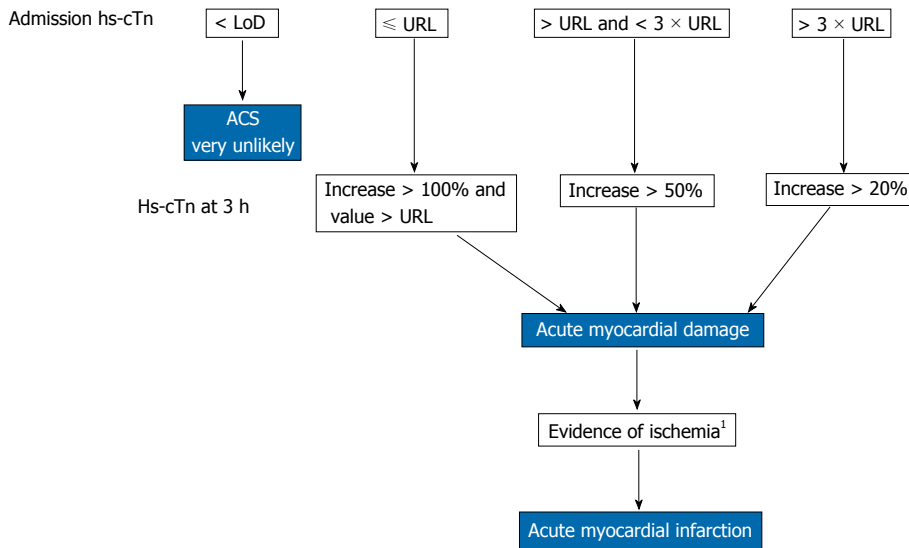 Admission hs-cTn
< LoD
≤ URL
> URL and < 3 × URL
> 3 × URL
ACS
very unlikely
Hs-cTn at 3 h
Increase > 100% and
value > URL
Increase > 50%
Increase > 20%
Acute myocardial damage
Evidence of ischemia¹
Acute myocardial infarction